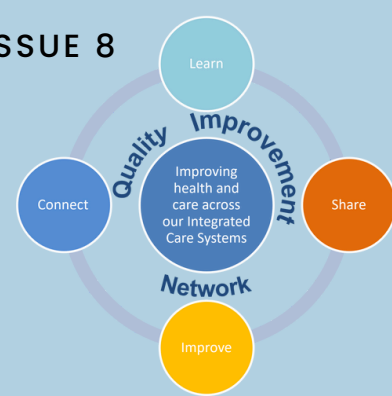 SSUE 8
Learn
Quality Improvement
Network
Improving
health and
care across
our Integrated
Care Systems
Connect
Share
Improve